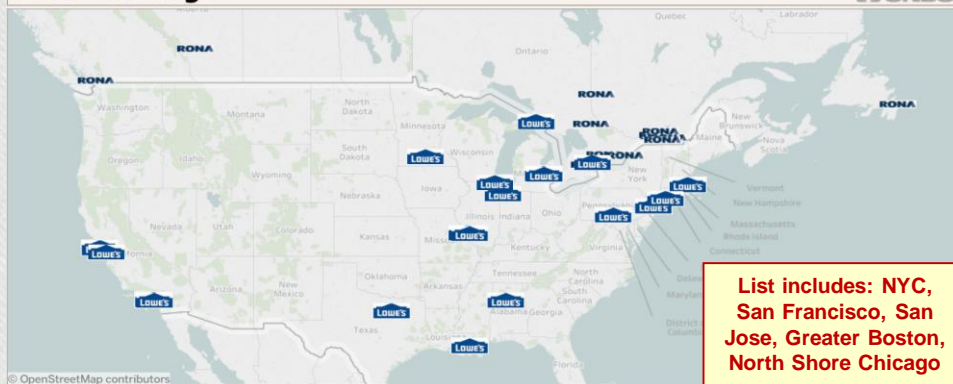 Quebec
Labrador
RONA
Ontario
RONA
RONA
RONA
Washington
Montana
North
Dakota
Minnesota
LOWE'S
RONA
RONA
Maine
New
Brunswick
Nova
Scotia
Oregon
Idaho
South
Dakota
Wisconsin
LOWE'S
RONA
LOWE'S
New
York
Wyoming
Iowa
LOWE'S
LOWE'S
LOWE'S
LOWE'S
Vermont
New Hampshire
Nebraska
Illinois
Indiana
Ohio
Pennsylvania
LOWE'S
LOWE'S
LOWE'S
Massachusetts
Rhode Island
Connecticut
Nevada
Utah
Colorado
Kansas
LOWE'S
Kentucky
Virginia
LOWE'S
Arizona
New
Mexico
Oklahoma
Arkansas
Tennessee
North
Carolina
South
Carolina
LOWE'S
LOWE'S
Texas
LOWE'S
Alabama
Georgia
LOWE'S
Florida
List includes: NYC,
San Francisco, San
Jose, Greater Boston,
North Shore Chicago
© OpenStreetMap contributors